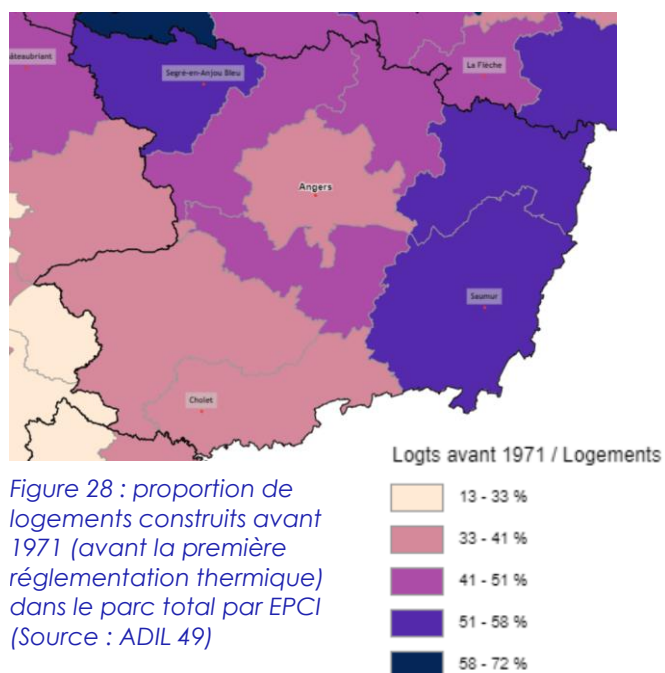 âteaubriant
Segré-en-Anjou Bleu
La Flèche
Angers
Saumur
Cholet
Logts avant 1971 / Logements
13 - 33 %
33 - 41 %
41 - 51 %
51 - 58 %
58 - 72 %
Figure 28 : proportion de
logements construits avant
1971 (avant la première
réglementation thermique)
dans le parc total par EPCI
(Source : ADIL 49)